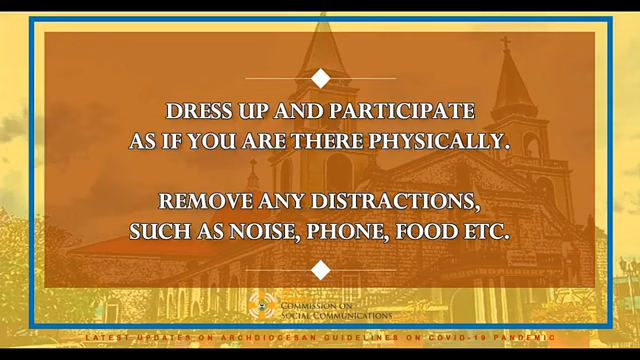 DRESS UP AND PARTICIPATE
AS IF YOU ARE THERE PHYSICALLY.
REMOVE ANY DISTRACTIONS,
SUCH AS NOISE, PHONE, FOOD ETC.
COMMISSION ON
SOCIAL COMMUNICATIONS
LATEST UPDATES ON ARCHDIOCESAN GUIDELINES ON COVID-19 PANDEMIC